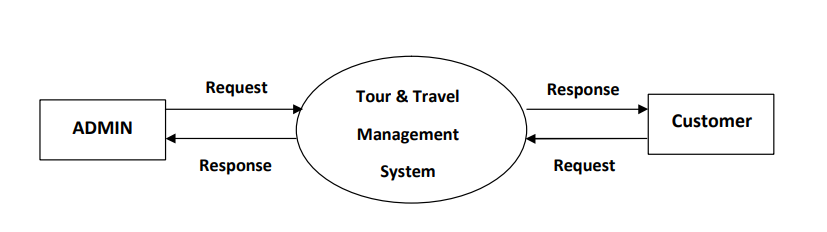 Request
Response
Tour & Travel
ADMIN
Customer
Management
Response
System
Request